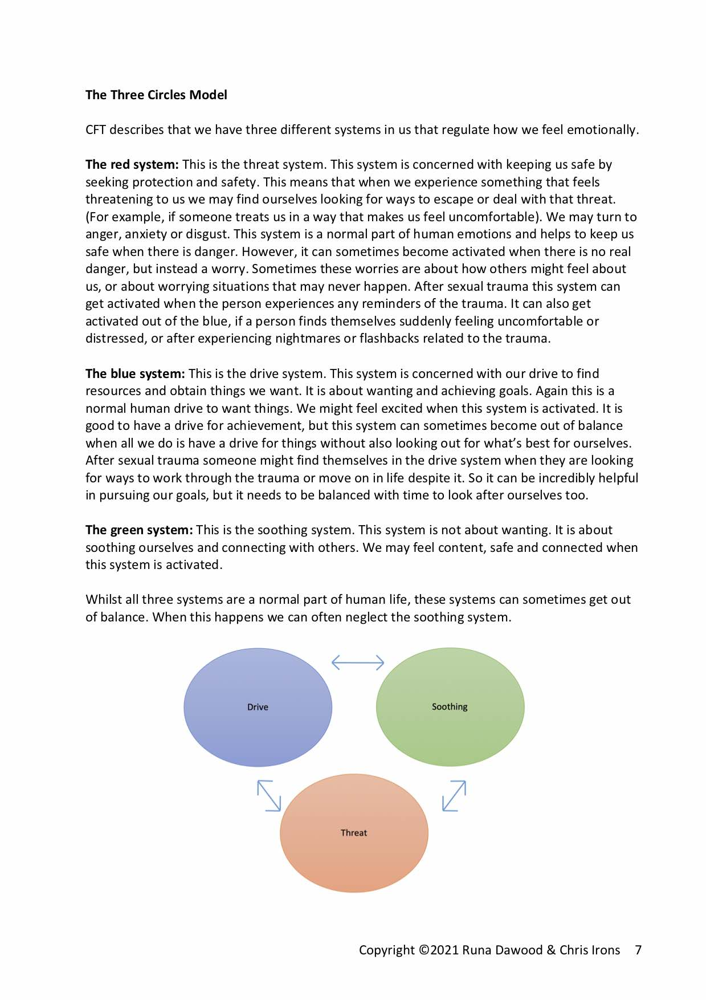 The Three Circles Model
CFT describes that we have three different systems in us that regulate how we feel emotionally.
The red system: This is the threat system. This system is concerned with keeping us safe by
seeking protection and safety. This means that when we experience something that feels
threatening to us we may find ourselves looking for ways to escape or deal with that threat.
(For example, if someone treats us in a way that makes us feel uncomfortable). We may turn to
anger, anxiety or disgust. This system is a normal part of human emotions and helps to keep us
safe when there is danger. However, it can sometimes become activated when there is no real
danger, but instead a worry. Sometimes these worries are about how others might feel about
us, or about worrying situations that may never happen. After sexual trauma this system can
get activated when the person experiences any reminders of the trauma. It can also get
activated out of the blue, if a person finds themselves suddenly feeling uncomfortable or
distressed, or after experiencing nightmares or flashbacks related to the trauma.
The blue system: This is the drive system. This system is concerned with our drive to find
resources and obtain things we want. It is about wanting and achieving goals. Again this is a
normal human drive to want things. We might feel excited when this system is activated. It is
good to have a drive for achievement, but this system can sometimes become out of balance
when all we do is have a drive for things without also looking out for what’s best for ourselves.
After sexual trauma someone might find themselves in the drive system when they are looking
for ways to work through the trauma or move on in life despite it. So it can be incredibly helpful
in pursuing our goals, but it needs to be balanced with time to look after ourselves too.
The green system: This is the soothing system. This system is not about wanting. It is about
soothing ourselves and connecting with others. We may feel content, safe and connected when
this system is activated.
Whilst all three systems are a normal part of human life, these systems can sometimes get out
of balance. When this happens we can often neglect the soothing system.
Drive
Soothing
Threat
Copyright ©2021 Runa Dawood & Chris Irons 7